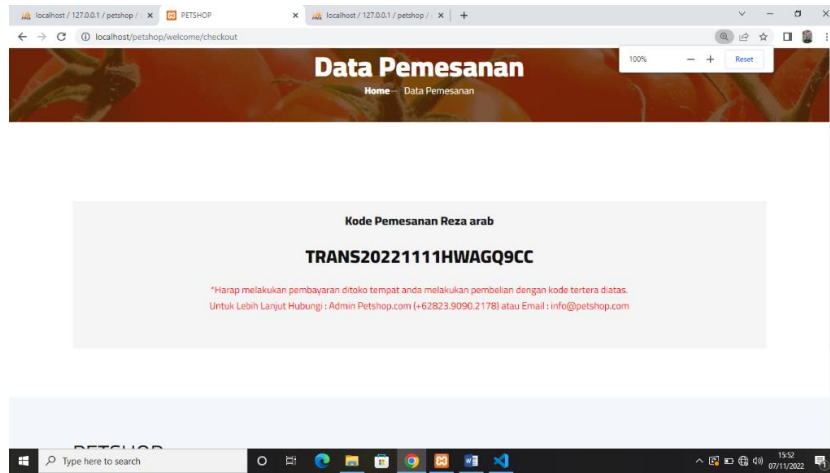 localhost / 127.0.0.1 / petshop /
PETSHOP
localhost / 127.0.0.1 / petshop /
localhost/petshop/welcome/checkout
100%
Reset
Data Pemesanan
Home— Data Pemesanan
Kode Pemesanan Reza arab
TRANS20221111HWAGQ9CC
*Harap melakukan pembayaran ditoko tempat anda melakukan pembelian dengan kode tertera diatas.
Untuk Lebih Lanjut Hubungi : Admin Petshop.com (+62823.9090.2178) atau Email : info@petshop.com
PETSHOP
Type here to search
15:52
07/11/2022